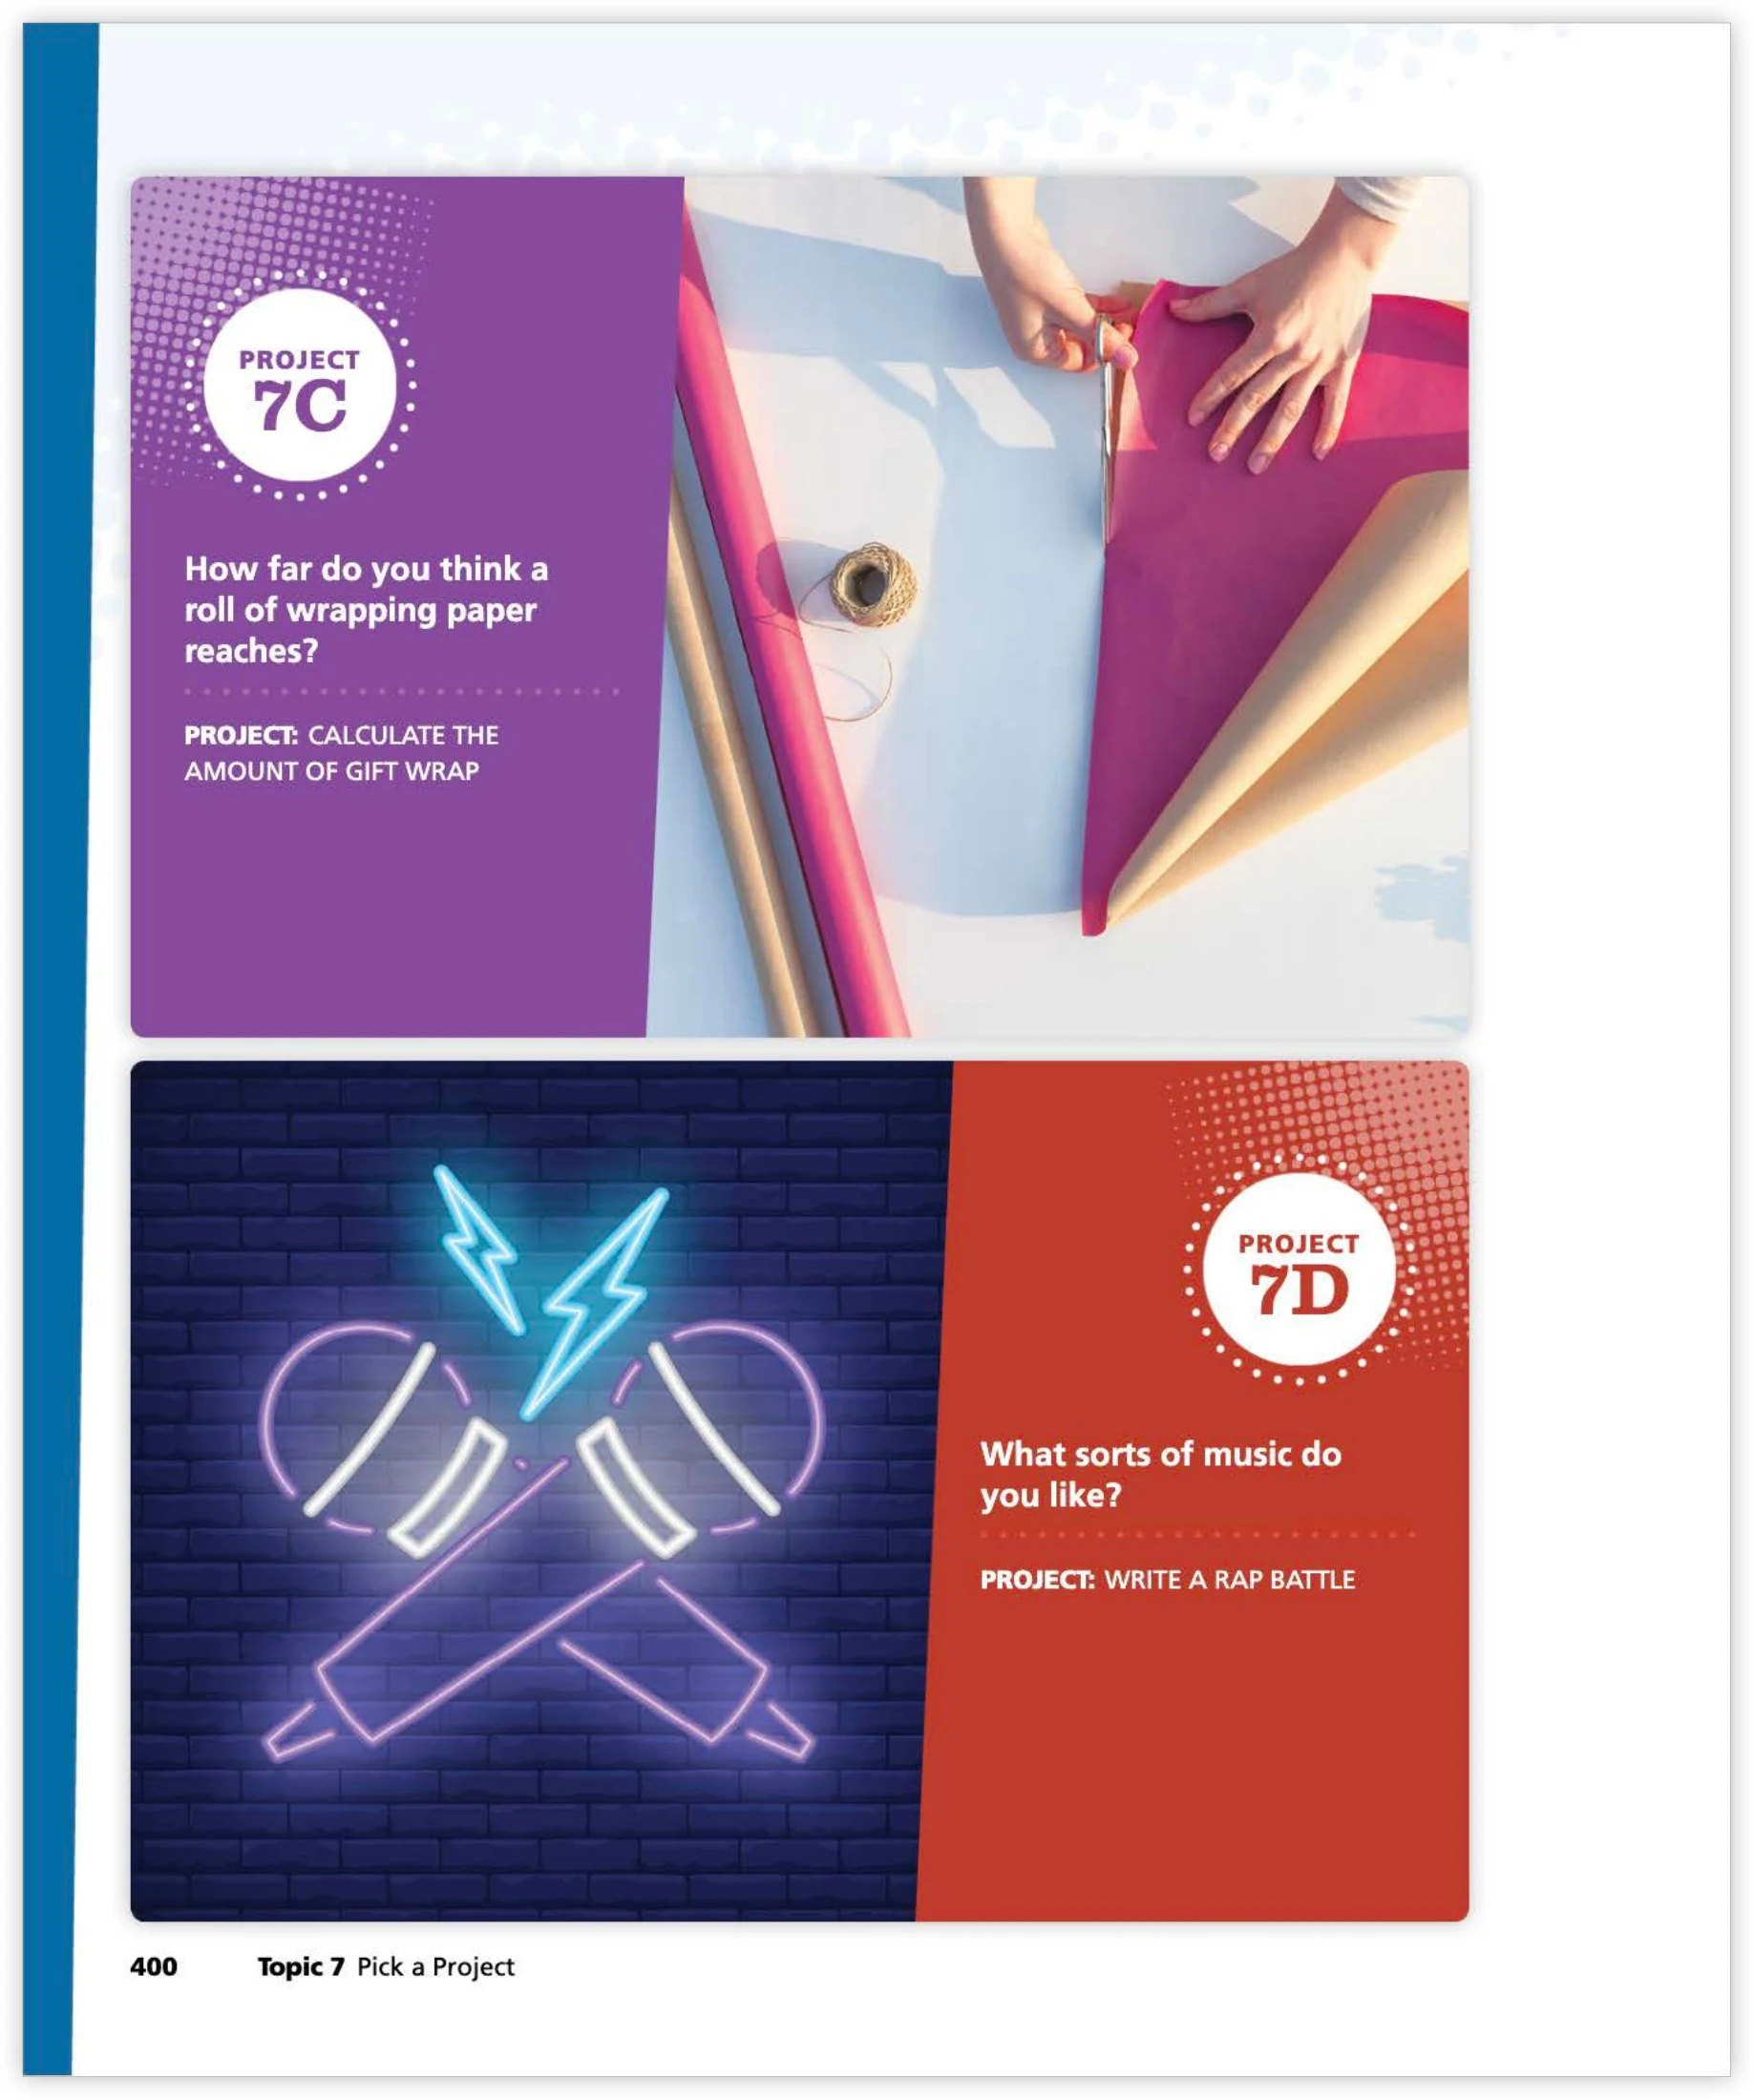 PROJECT
7C
How far do you think a
roll of wrapping paper
reaches?
PROJECT: CALCULATE THE
AMOUNT OF GIFT WRAP
PROJECT
7D
What sorts of music do
you like?
PROJECT: WRITE A RAP BATTLE
400 Topic 7 Pick a Project